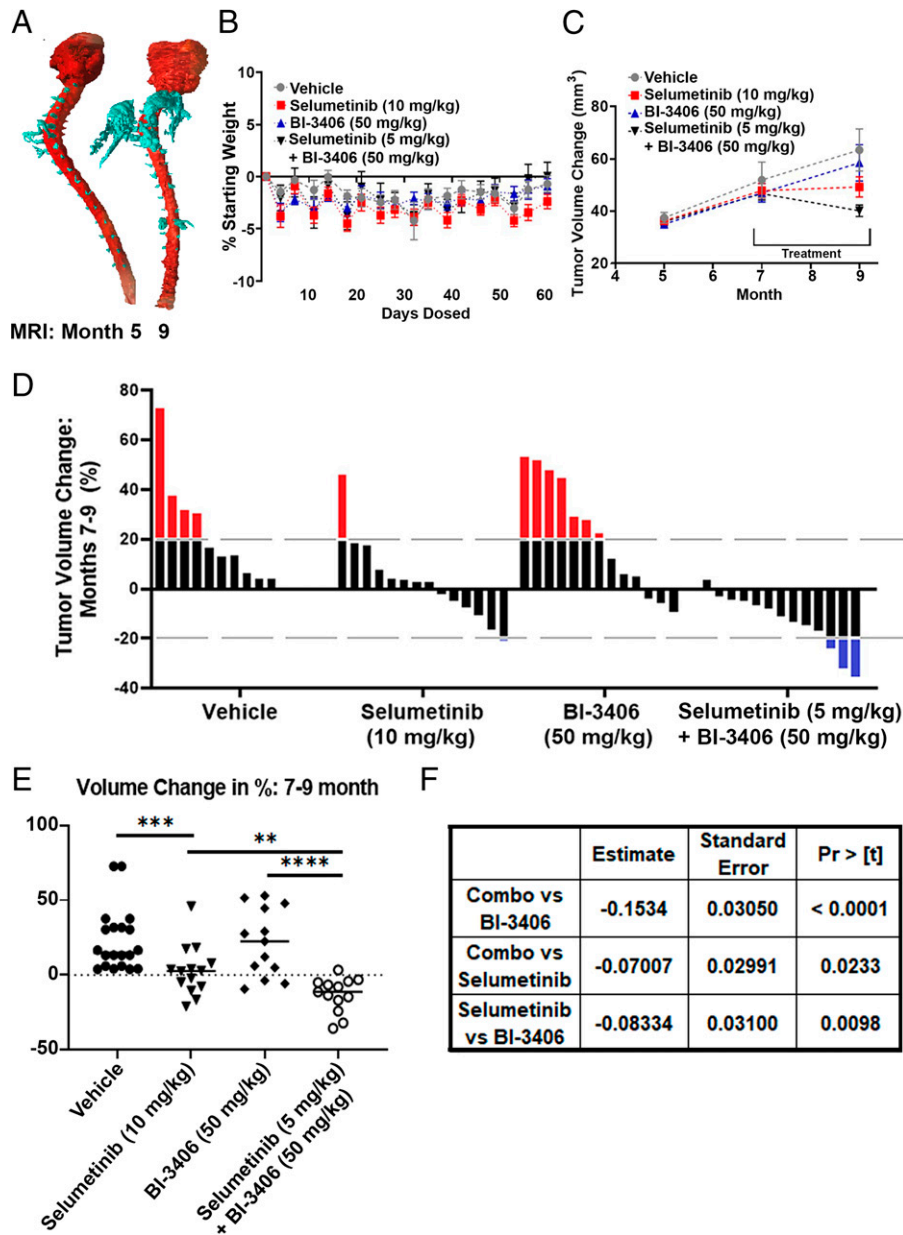 A
MRI: Month 5 9
B
Vehicle
Selumetinib (10 mg/kg)
BI-3406 (50 mg/kg)
Selumetinib (5 mg/kg)
+ BI-3406 (50 mg/kg)
% Starting Weight
10
5
0
-5
-10
10 20 30 40 50 60
Days Dosed
C
Vehicle
Selumetinib (10 mg/kg)
BI-3406 (50 mg/kg)
Selumetinib (5 mg/kg)
+ BI-3406 (50 mg/kg)
Tumor Volume Change (mm³)
80
60
40
20
Treatment
4 5 6 7 8 9
Month
D
Tumor Volume Change:
Months 7-9 (%)
80
60
40
20
0
-20
-40
Vehicle
Selumetinib
(10 mg/kg)
BI-3406
(50 mg/kg)
Selumetinib (5 mg/kg)
+ BI-3406 (50 mg/kg)
E
Volume Change in %: 7-9 month
100
50
0
-50
***
**
****
Vehicle
Selumetinib (10 mg/kg)
BI-3406 (50 mg/kg)
Selumetinib (5 mg/kg)
+ BI-3406 (50 mg/kg)
F
Estimate Standard Error Pr > [t]
Combo vs BI-3406 -0.1534 0.03050 < 0.0001
Combo vs Selumetinib -0.07007 0.02991 0.0233
Selumetinib vs BI-3406 -0.08334 0.03100 0.0098